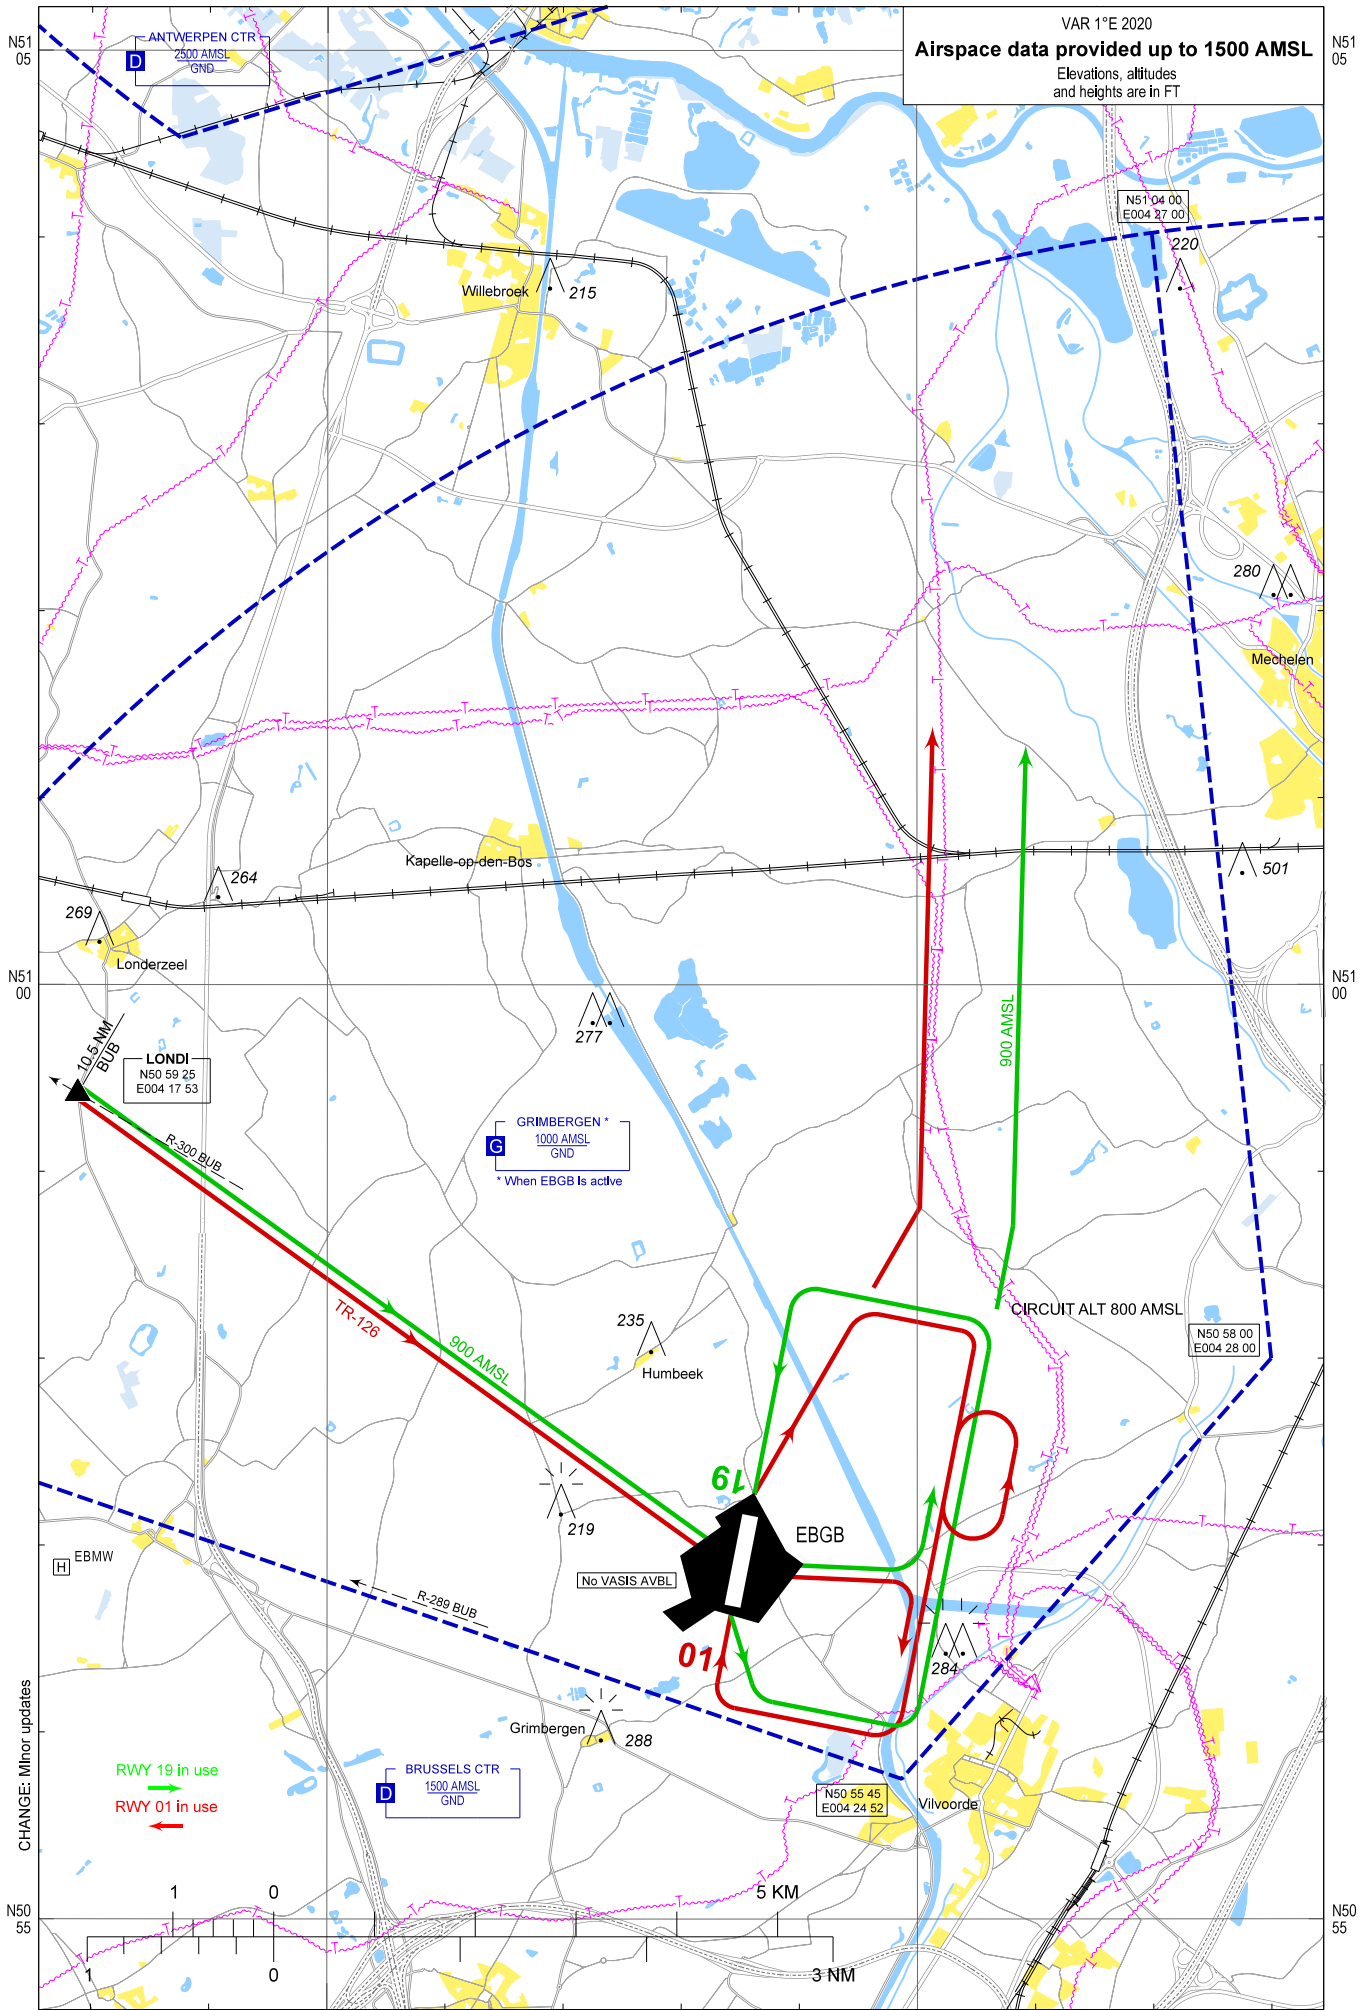 VAR 1°E 2020
Airspace data provided up to 1500 AMSL
Elevations, altitudes
and heights are in FT
N51
05
N51
05
ANTWERPEN CTR
D
2500 AMSL
GND
N51 04 00
E004 27 00
220
Willebroek
215
280
Mechelen
Kapelle-op-den-Bos
264
501
269
Londerzeel
N51
00
N51
00
277
900 AMSL
10.5 NM
BUB
LONDI
N50 59 25
E004 17 53
R-300 BUB
GRIMBERGEN *
G
1000 AMSL
GND
* When EBGB is active
TR-126
900 AMSL
CIRCUIT ALT 800 AMSL
235
Humbeek
N50 58 00
E004 28 00
19
219
EBGB
H
EBMW
No VASIS AVBL
R-289 BUB
01
284
Grimbergen
288
RWY 19 in use
RWY 01 in use
BRUSSELS CTR
D
1500 AMSL
GND
N50 55 45
E004 24 52
Vilvoorde
CHANGE: Minor updates
1
0
5 KM
N50
55
N50
55
1
0
3 NM